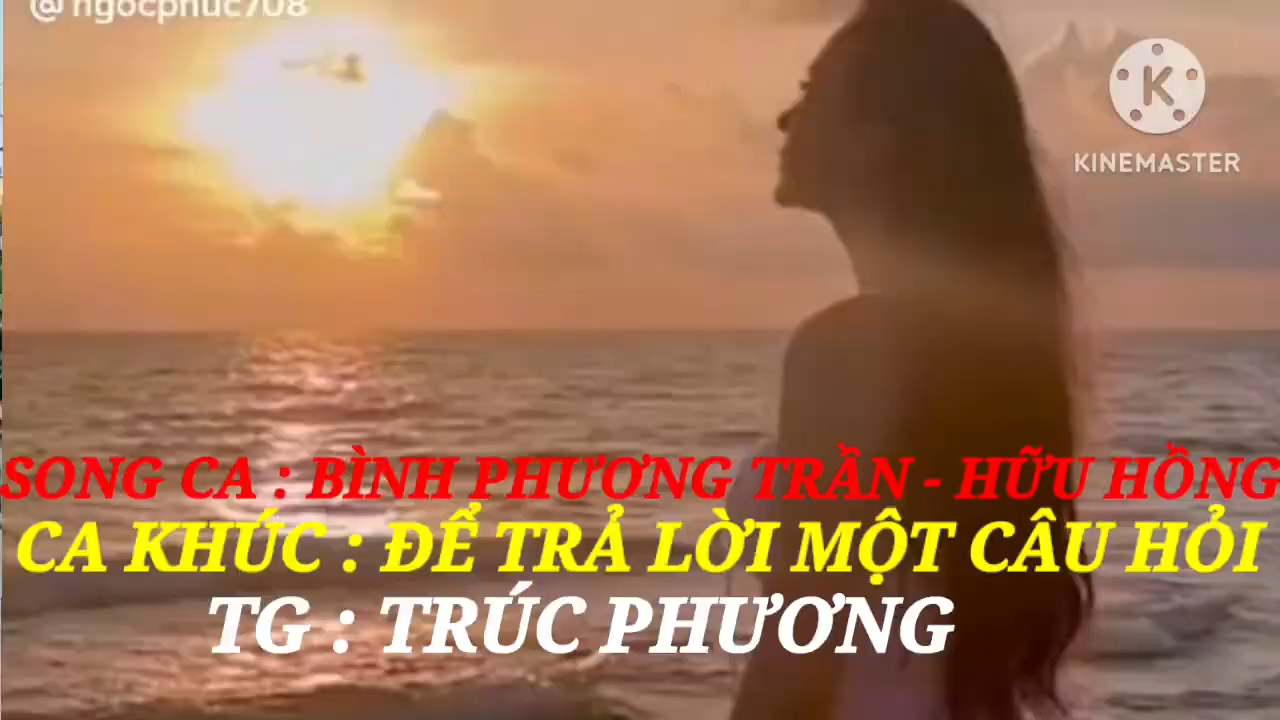 @ngocphuc708
K
KINEMASTER
SONG CA : BÌNH PHƯƠNG TRẦN - HỮU HỒNG
CA KHÚC : ĐỂ TRẢ LỜI MỘT CÂU HỎI
TG : TRÚC PHƯƠNG